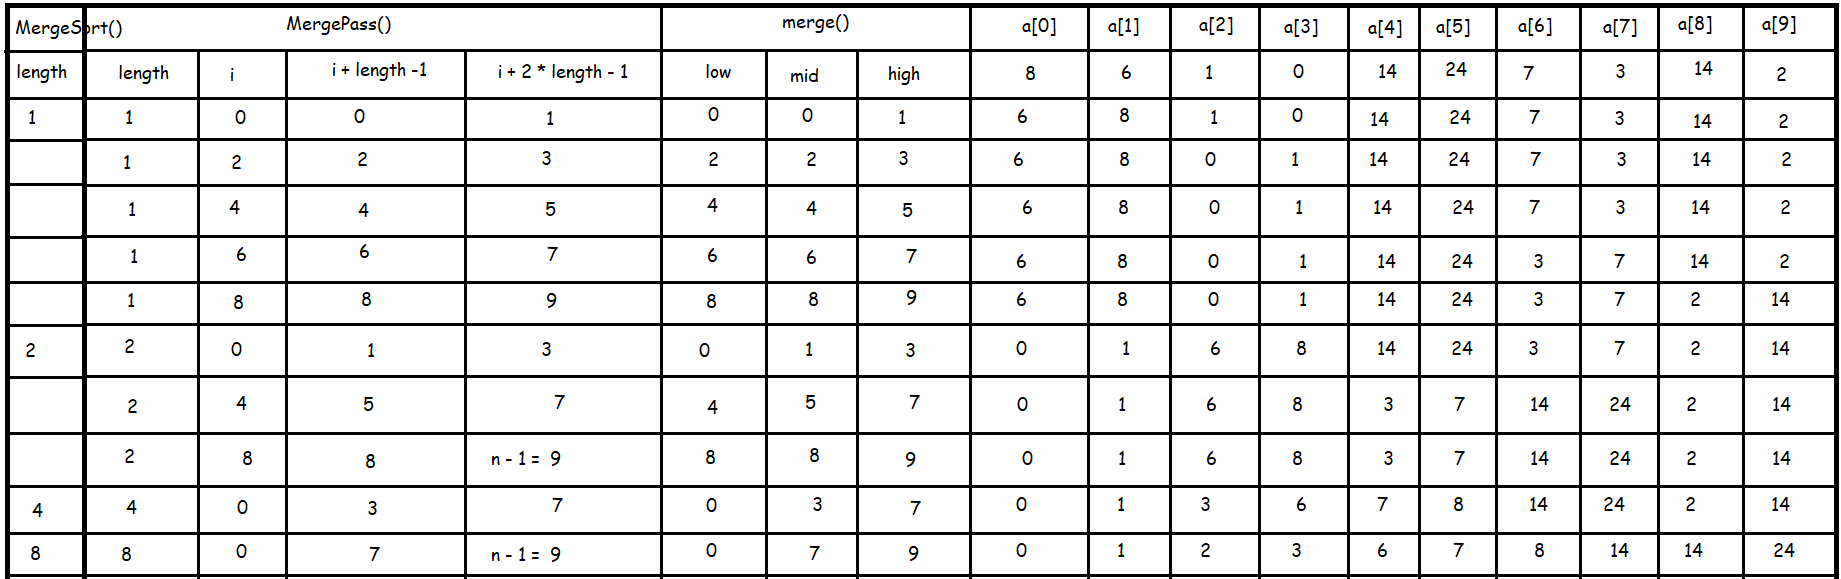 MergeSort() MergePass() merge() a[0] a[1] a[2] a[3] a[4] a[5] a[6] a[7] a[8] a[9]
length length i i + length -1 i + 2 * length - 1 low mid high 8 6 1 0 14 24 7 3 14 2
1 1 0 0 1 0 0 1 6 8 1 0 14 24 7 3 14 2
1 2 2 3 2 2 3 6 8 0 1 14 24 7 3 14 2
1 4 4 5 4 4 5 6 8 0 1 14 24 7 3 14 2
1 6 6 7 6 6 7 6 8 0 1 14 24 3 7 14 2
1 8 8 9 8 8 9 6 8 0 1 14 24 3 7 2 14
2 2 0 1 3 0 1 3 0 1 6 8 14 24 3 7 2 14
2 4 5 7 4 5 7 0 1 6 8 3 7 14 24 2 14
2 8 8 n - 1 = 9 8 8 9 0 1 6 8 3 7 14 24 2 14
4 4 0 3 7 0 3 7 0 1 3 6 7 8 14 24 2 14
8 8 0 7 n - 1 = 9 0 7 9 0 1 2 3 6 7 8 14 14 24